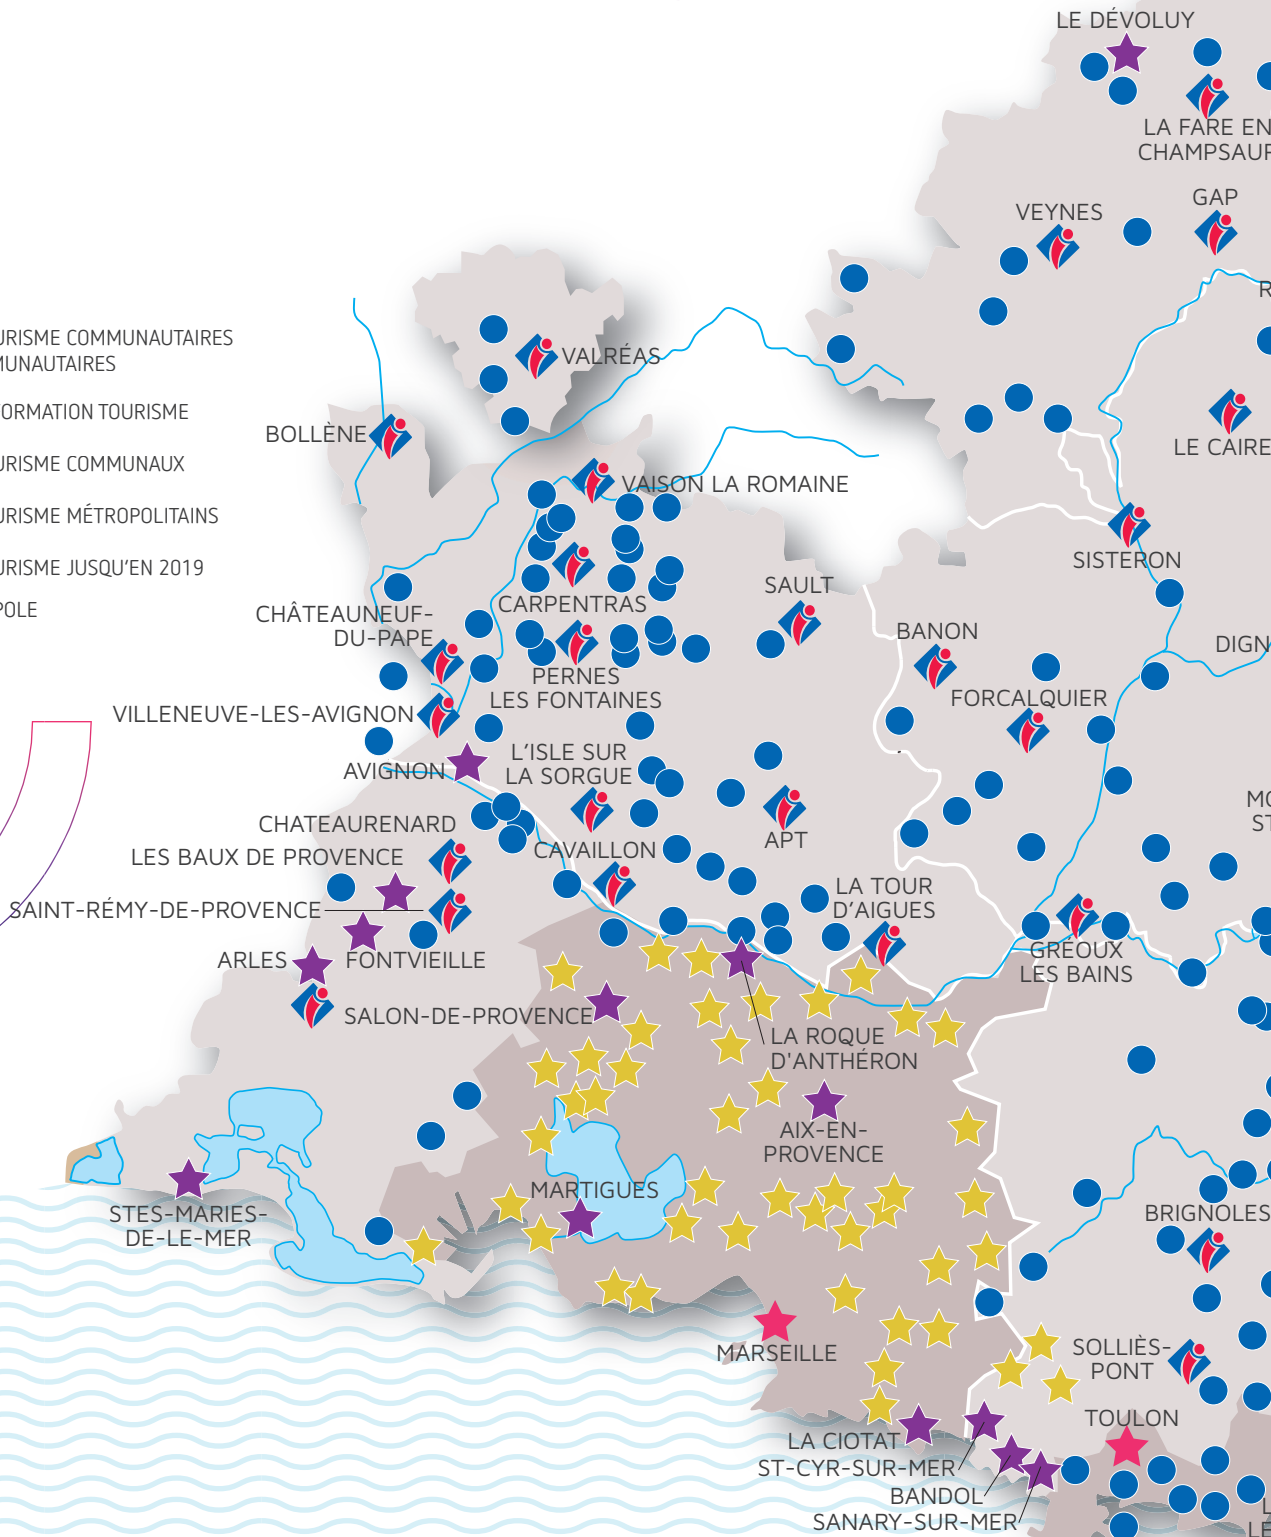 LE DÉVOLUY
LA FARE EN
CHAMPSAUR
GAP
VEYNES
URISME COMMUNAUTAIRES
MUNAUTAIRES
ORMATION TOURISME
URISME COMMUNAUX
URISME MÉTROPOLITAINS
URISME JUSQU'EN 2019
POLE
VALRÉAS
BOLLÈNE
R
LE CAIRE
VAISON LA ROMAINE
SISTERON
CARPENTRAS
SAULT
CHÂTEAUNEUF-
DU-PAPE
BANON
DIGN
PERNES
LES FONTAINES
FORCALQUIER
VILLENEUVE-LES-AVIGNON
L'ISLE SUR
LA SORGUE
AVIGNON
MO
ST
CHATEAURENARD
APT
CAVAILLON
LES BAUX DE PROVENCE
LA TOUR
D'AIGUES
SAINT-RÉMY-DE-PROVENCE
GRÉOUX
LES BAINS
ARLES
FONTVIEILLE
SALON-DE-PROVENCE
LA ROQUE
D'ANTHÉRON
AIX-EN-
PROVENCE
MARTIGUES
STES-MARIES-
DE-LE-MER
BRIGNOLES
MARSEILLE
SOLLIÈS-
PONT
TOULON
LA CIOTAT
ST-CYR-SUR-MER
BANDOL
SANARY-SUR-MER
L
LE